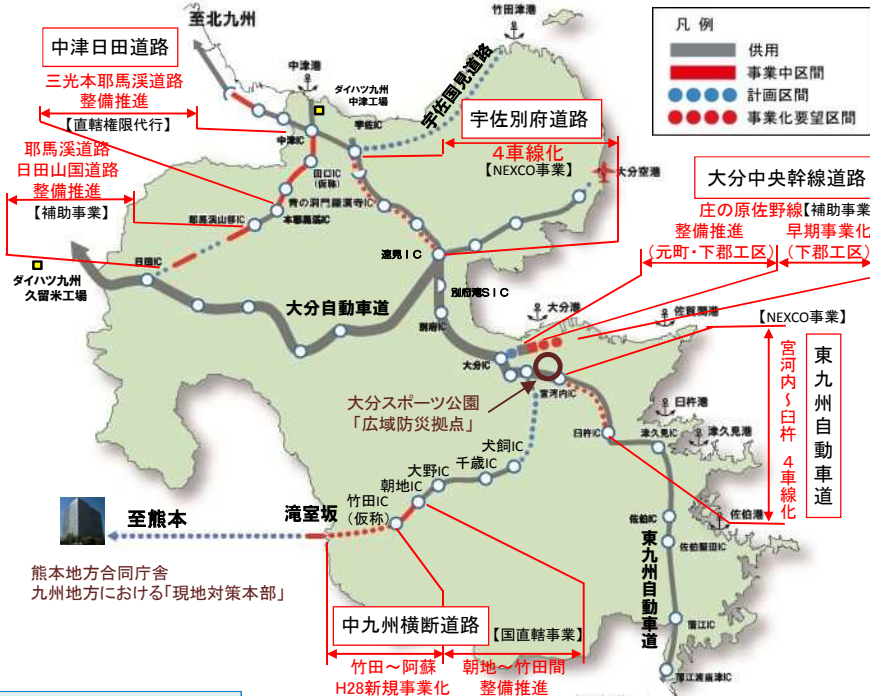 至北九州
竹田津港
凡 例
供用
事業中区間
計画区間
事業化要望区間
中津日田道路
三光本耶馬渓道路
整備推進
【直轄権限代行】
耶馬渓道路
日田山国道路
整備推進
【補助事業】
中津港
ダイハツ九州
中津工場
宇佐国見道路
宇佐IC
中津IC
田口IC
(仮称)
青の洞門羅漢寺IC
本耶馬渓IC
耶馬渓山移IC
日田IC
ダイハツ九州
久留米工場
宇佐別府道路
4車線化
【NEXCO事業】
大分空港
大分中央幹線道路
庄の原佐野線【補助事業
整備推進
(元町・下郡工区)
早期事業化
(下郡工区)
速見IC
別府湾SIC
別府IC
大分自動車道
大分港
佐賀関港
【NEXCO事業】
大分IC
宮河内IC
大分スポーツ公園
「広域防災拠点」
宮河内~臼杵 4車線化
東九州自動車道
臼杵港
臼杵IC
津久見IC
津久見港
犬飼IC
千歳IC
大野IC
朝地IC
竹田IC
(仮称)
滝室坂
至熊本
佐伯港
佐伯IC
佐伯堅田IC
東九州自動車道
蒲江IC
蒲江波当津IC
熊本地方合同庁舎
九州地方における「現地対策本部」
中九州横断道路
【国直轄事業】
竹田~阿蘇
H28新規事業化
朝地~竹田間
整備推進